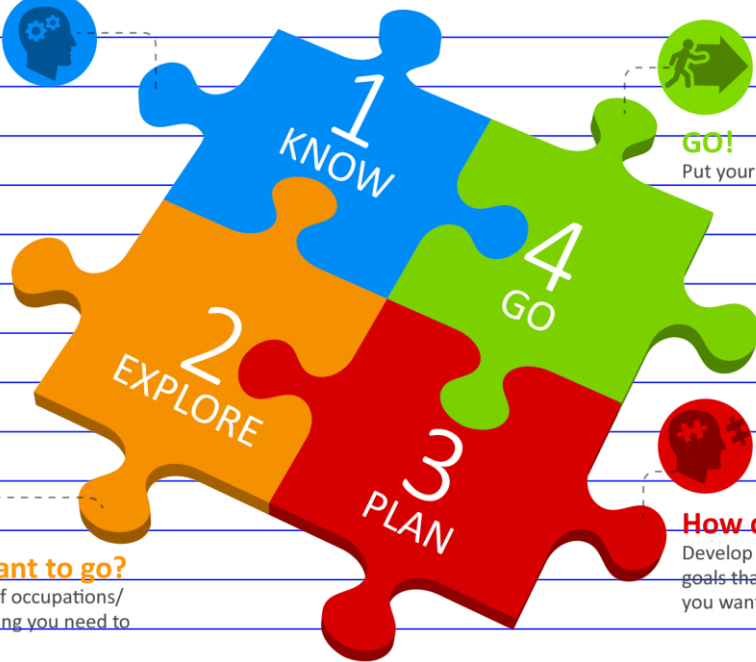 1
KNOW
GO!
Put your
4
GO
2
EXPLORE
3
PLAN
ant to go?
f occupations/
ng you need to
How
Develop
goals tha
you want